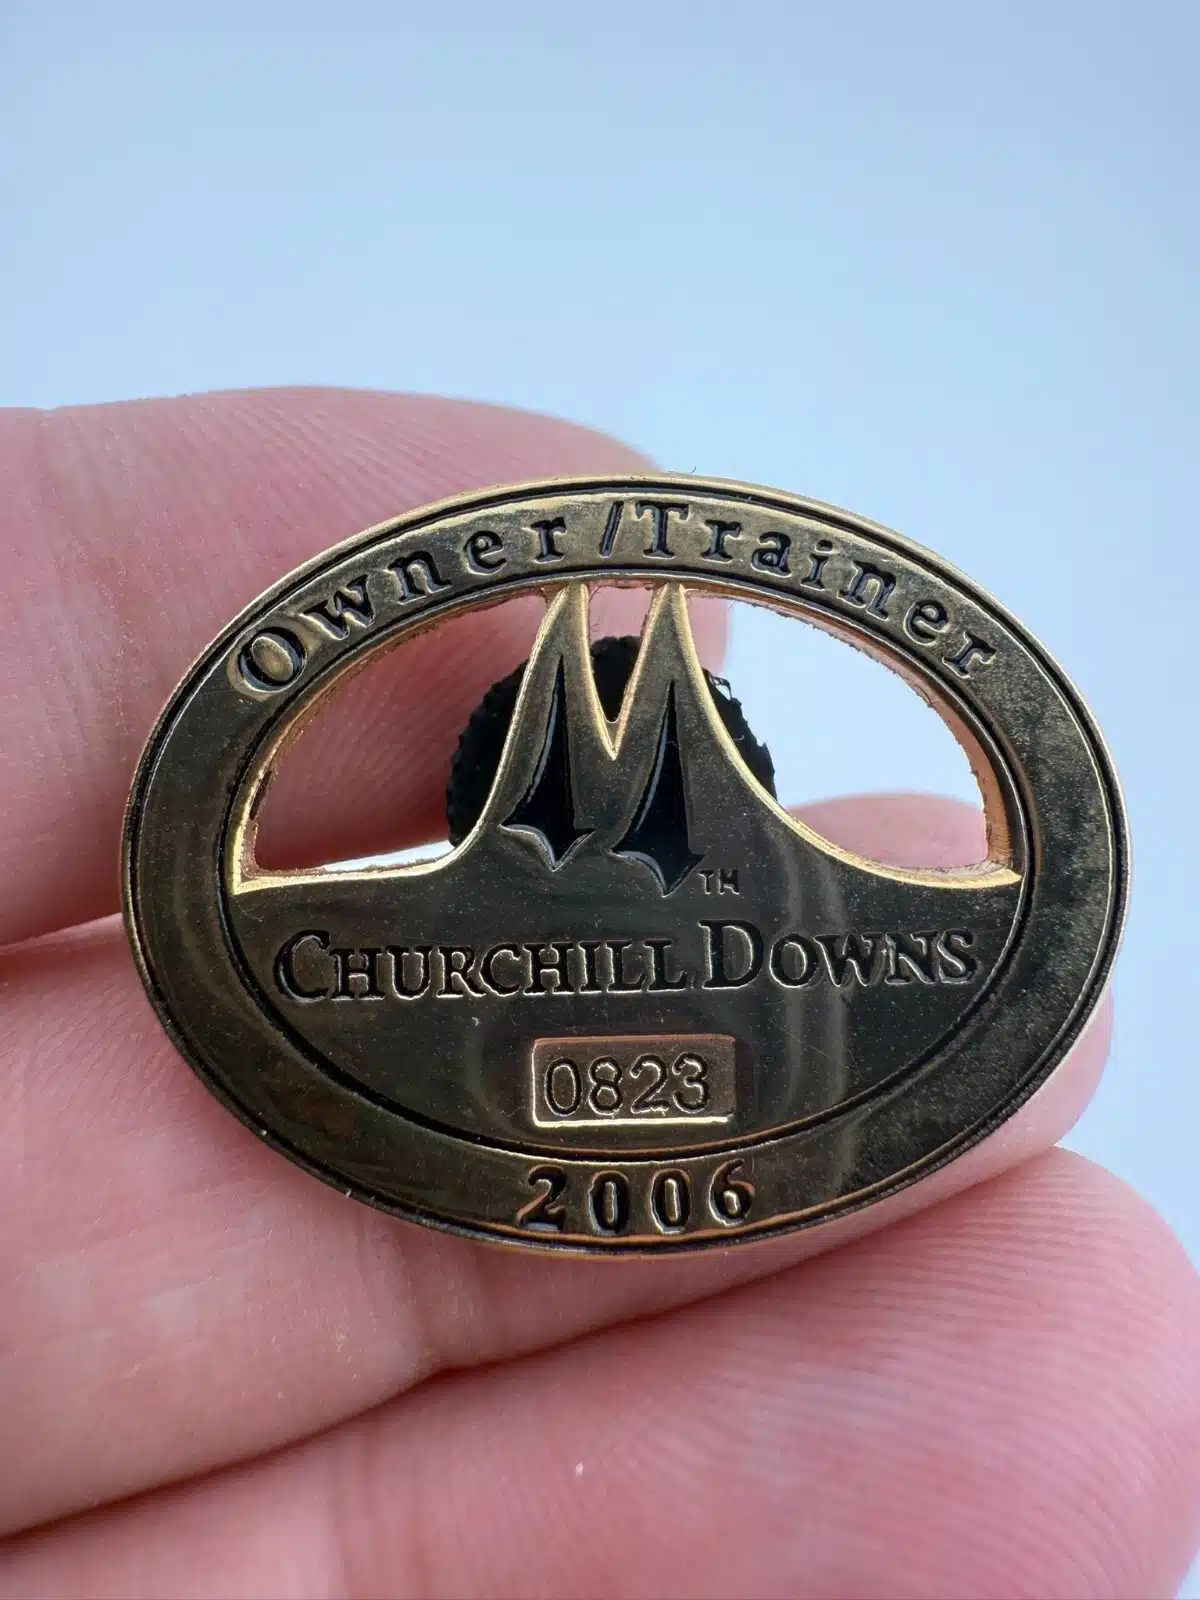 Owner/Trainer
TM
CHURCHILL DOWNS
0823
2006